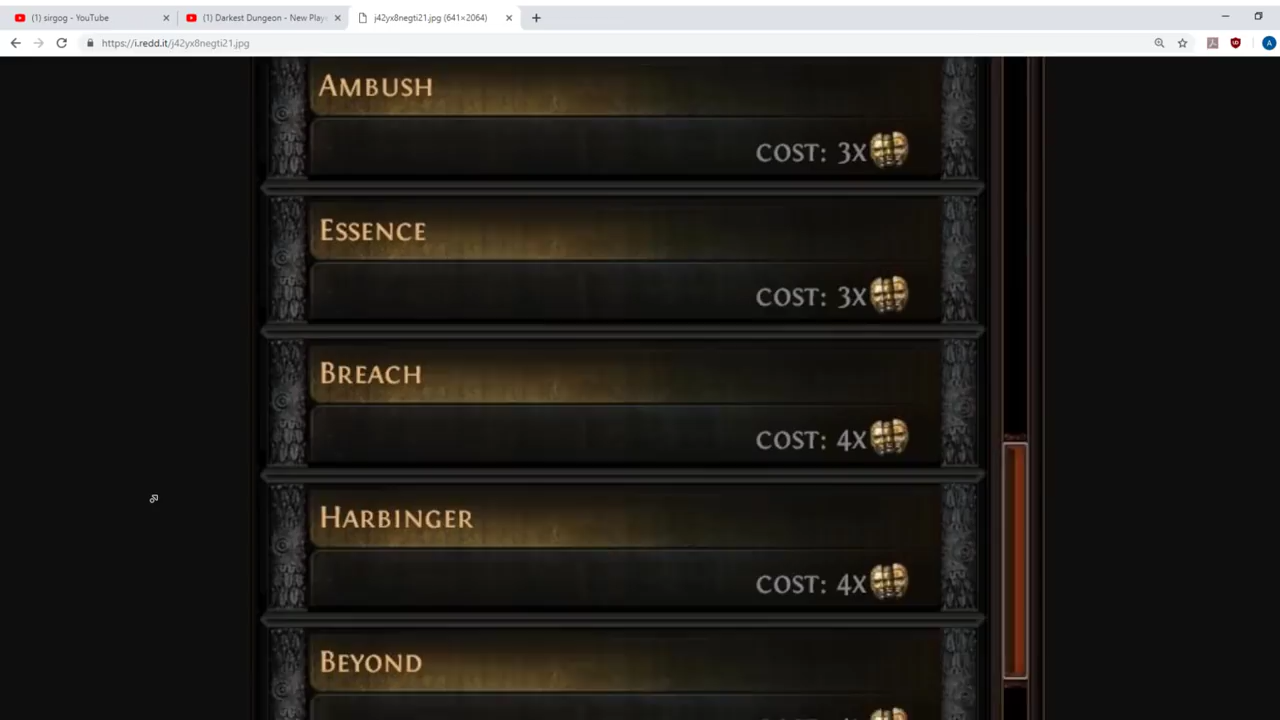 (1) sirgog - YouTube
(1) Darkest Dungeon - New Playe
j42yx8negti21.jpg (641×2064)
https://i.redd.it/j42yx8negti21.jpg
A
AMBUSH
COST: 3X
ESSENCE
COST: 3X
BREACH
COST: 4X
HARBINGER
COST: 4X
BEYOND